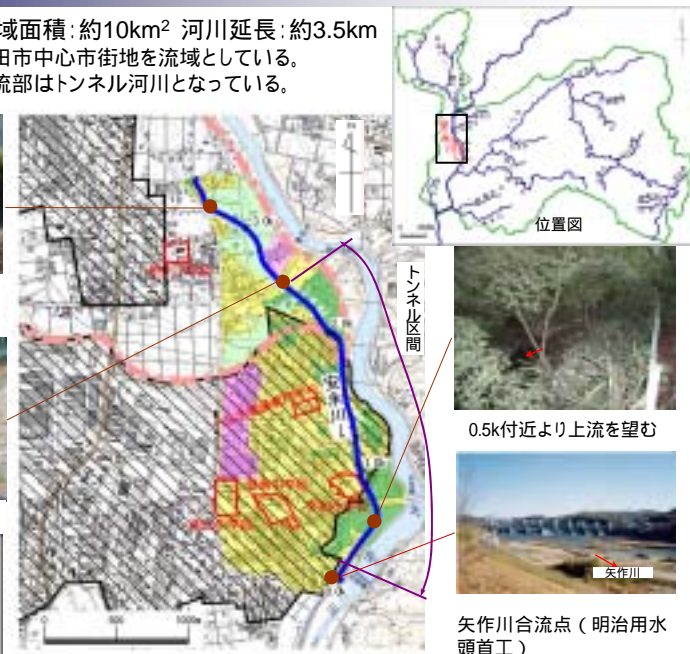 域面積：約10km² 河川延長：約3.5km
田市中心市街地を流域としている。
流部はトンネル河川となっている。
位置図
トンネル区間
安永川
0.5k付近より上流を望む
矢作川
矢作川合流点（明治用水
頭首工）